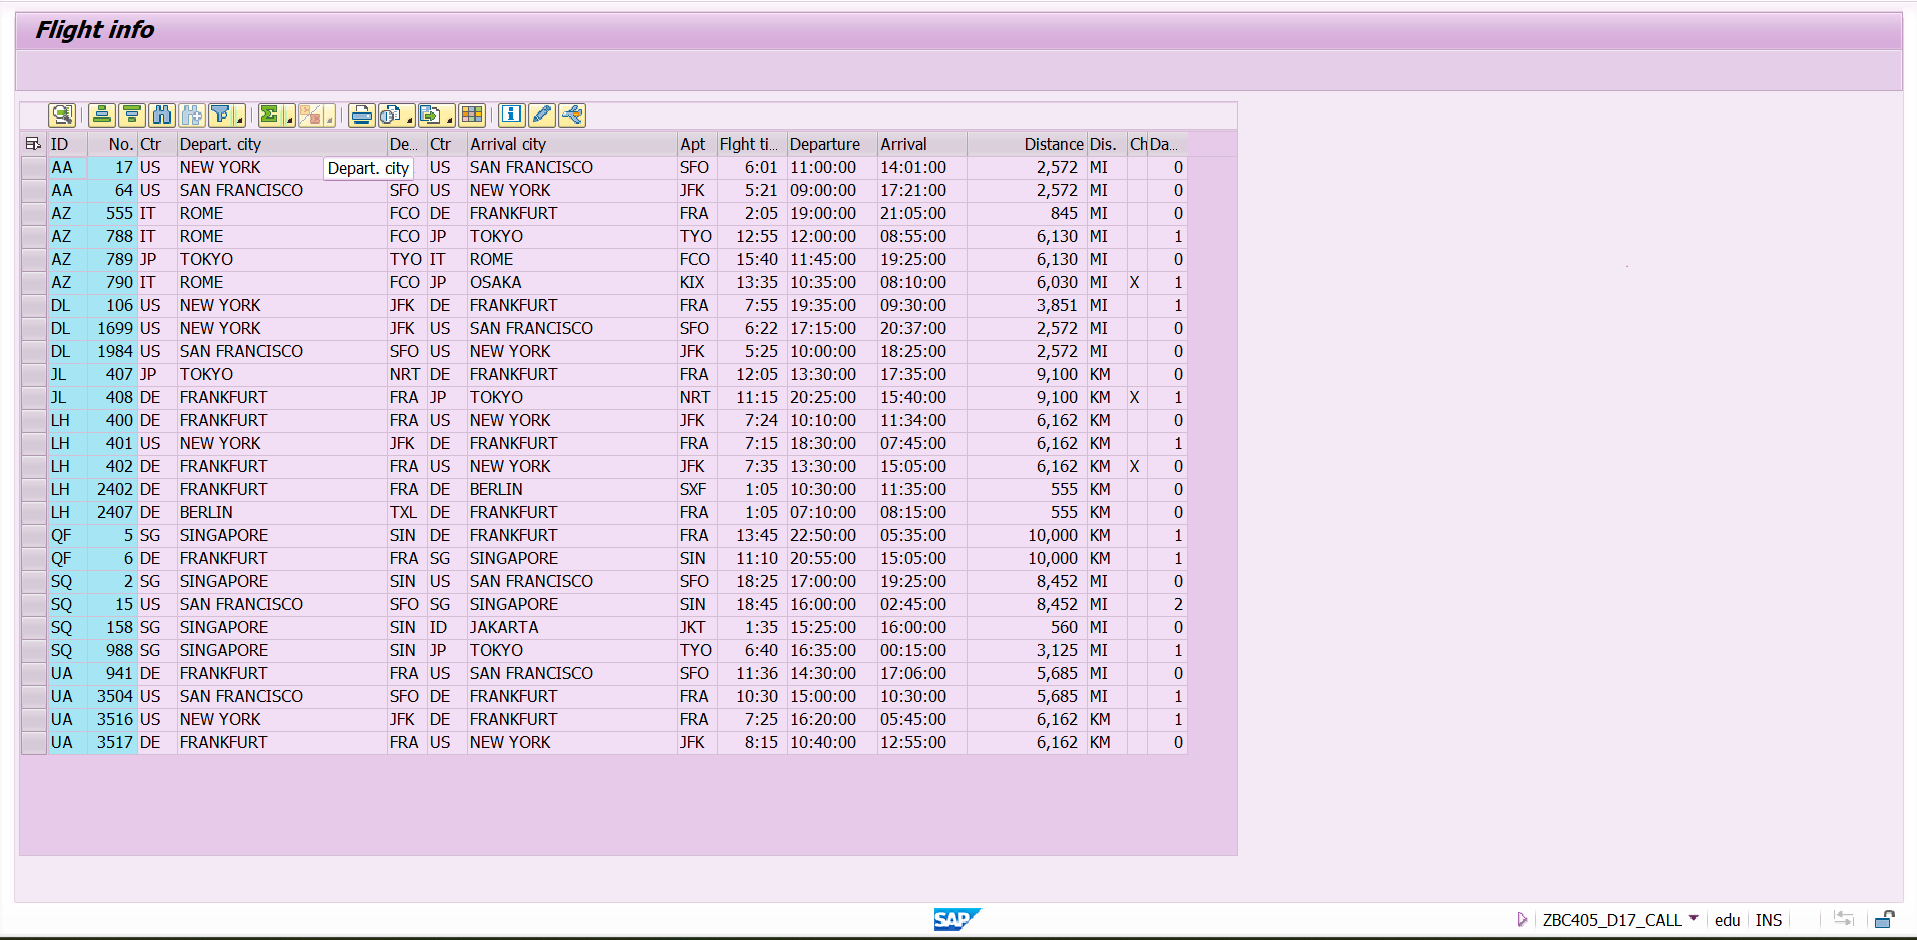 Flight info
ID No. Ctr Depart. city De... Ctr Arrival city Apt Flght ti... Departure Arrival Distance Dis. Ch Da...
AA 17 US NEW YORK Depart. city US SAN FRANCISCO SFO 6:01 11:00:00 14:01:00 2,572 MI 0
AA 64 US SAN FRANCISCO SFO US NEW YORK JFK 5:21 09:00:00 17:21:00 2,572 MI 0
AZ 555 IT ROME FCO DE FRANKFURT FRA 2:05 19:00:00 21:05:00 845 MI 0
AZ 788 IT ROME FCO JP TOKYO TYO 12:55 12:00:00 08:55:00 6,130 MI 1
AZ 789 JP TOKYO TYO IT ROME FCO 15:40 11:45:00 19:25:00 6,130 MI 0
AZ 790 IT ROME FCO JP OSAKA KIX 13:35 10:35:00 08:10:00 6,030 MI X 1
DL 106 US NEW YORK JFK DE FRANKFURT FRA 7:55 19:35:00 09:30:00 3,851 MI 1
DL 1699 US NEW YORK JFK US SAN FRANCISCO SFO 6:22 17:15:00 20:37:00 2,572 MI 0
DL 1984 US SAN FRANCISCO SFO US NEW YORK JFK 5:25 10:00:00 18:25:00 2,572 MI 0
JL 407 JP TOKYO NRT DE FRANKFURT FRA 12:05 13:30:00 17:35:00 9,100 KM 0
JL 408 DE FRANKFURT FRA JP TOKYO NRT 11:15 20:25:00 15:40:00 9,100 KM X 1
LH 400 DE FRANKFURT FRA US NEW YORK JFK 7:24 10:10:00 11:34:00 6,162 KM 0
LH 401 US NEW YORK JFK DE FRANKFURT FRA 7:15 18:30:00 07:45:00 6,162 KM 1
LH 402 DE FRANKFURT FRA US NEW YORK JFK 7:35 13:30:00 15:05:00 6,162 KM X 0
LH 2402 DE FRANKFURT FRA DE BERLIN SXF 1:05 10:30:00 11:35:00 555 KM 0
LH 2407 DE BERLIN TXL DE FRANKFURT FRA 1:05 07:10:00 08:15:00 555 KM 0
QF 5 SG SINGAPORE SIN DE FRANKFURT FRA 13:45 22:50:00 05:35:00 10,000 KM 1
QF 6 DE FRANKFURT FRA SG SINGAPORE SIN 11:10 20:55:00 15:05:00 10,000 KM 1
SQ 2 SG SINGAPORE SIN US SAN FRANCISCO SFO 18:25 17:00:00 19:25:00 8,452 MI 0
SQ 15 US SAN FRANCISCO SFO SG SINGAPORE SIN 18:45 16:00:00 02:45:00 8,452 MI 2
SQ 158 SG SINGAPORE SIN ID JAKARTA JKT 1:35 15:25:00 16:00:00 560 MI 0
SQ 988 SG SINGAPORE SIN JP TOKYO TYO 6:40 16:35:00 00:15:00 3,125 MI 1
UA 941 DE FRANKFURT FRA US SAN FRANCISCO SFO 11:36 14:30:00 17:06:00 5,685 MI 0
UA 3504 US SAN FRANCISCO SFO DE FRANKFURT FRA 10:30 15:00:00 10:30:00 5,685 MI 1
UA 3516 US NEW YORK JFK DE FRANKFURT FRA 7:25 16:20:00 05:45:00 6,162 KM 1
UA 3517 DE FRANKFURT FRA US NEW YORK JFK 8:15 10:40:00 12:55:00 6,162 KM 0
SAP ZBC405_D17_CALL edu INS